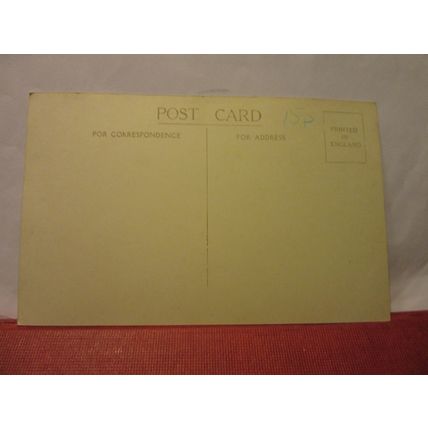 POST CARD
15p
FOR CORRESPONDENCE
FOR ADDRESS
PRINTED
IN
ENGLAND